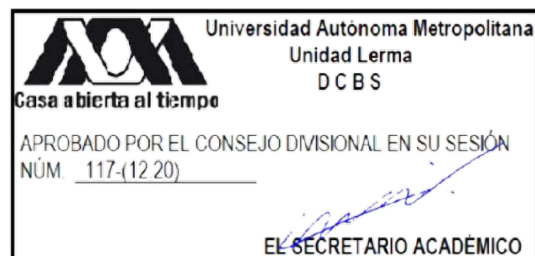 Universidad Autónoma Metropolitana
Unidad Lerma
D C B S
Casa abierta al tiempo
APROBADO POR EL CONSEJO DIVISIONAL EN SU SESIÓN
NÚM. 117-(12.20)
EL SECRETARIO ACADÉMICO